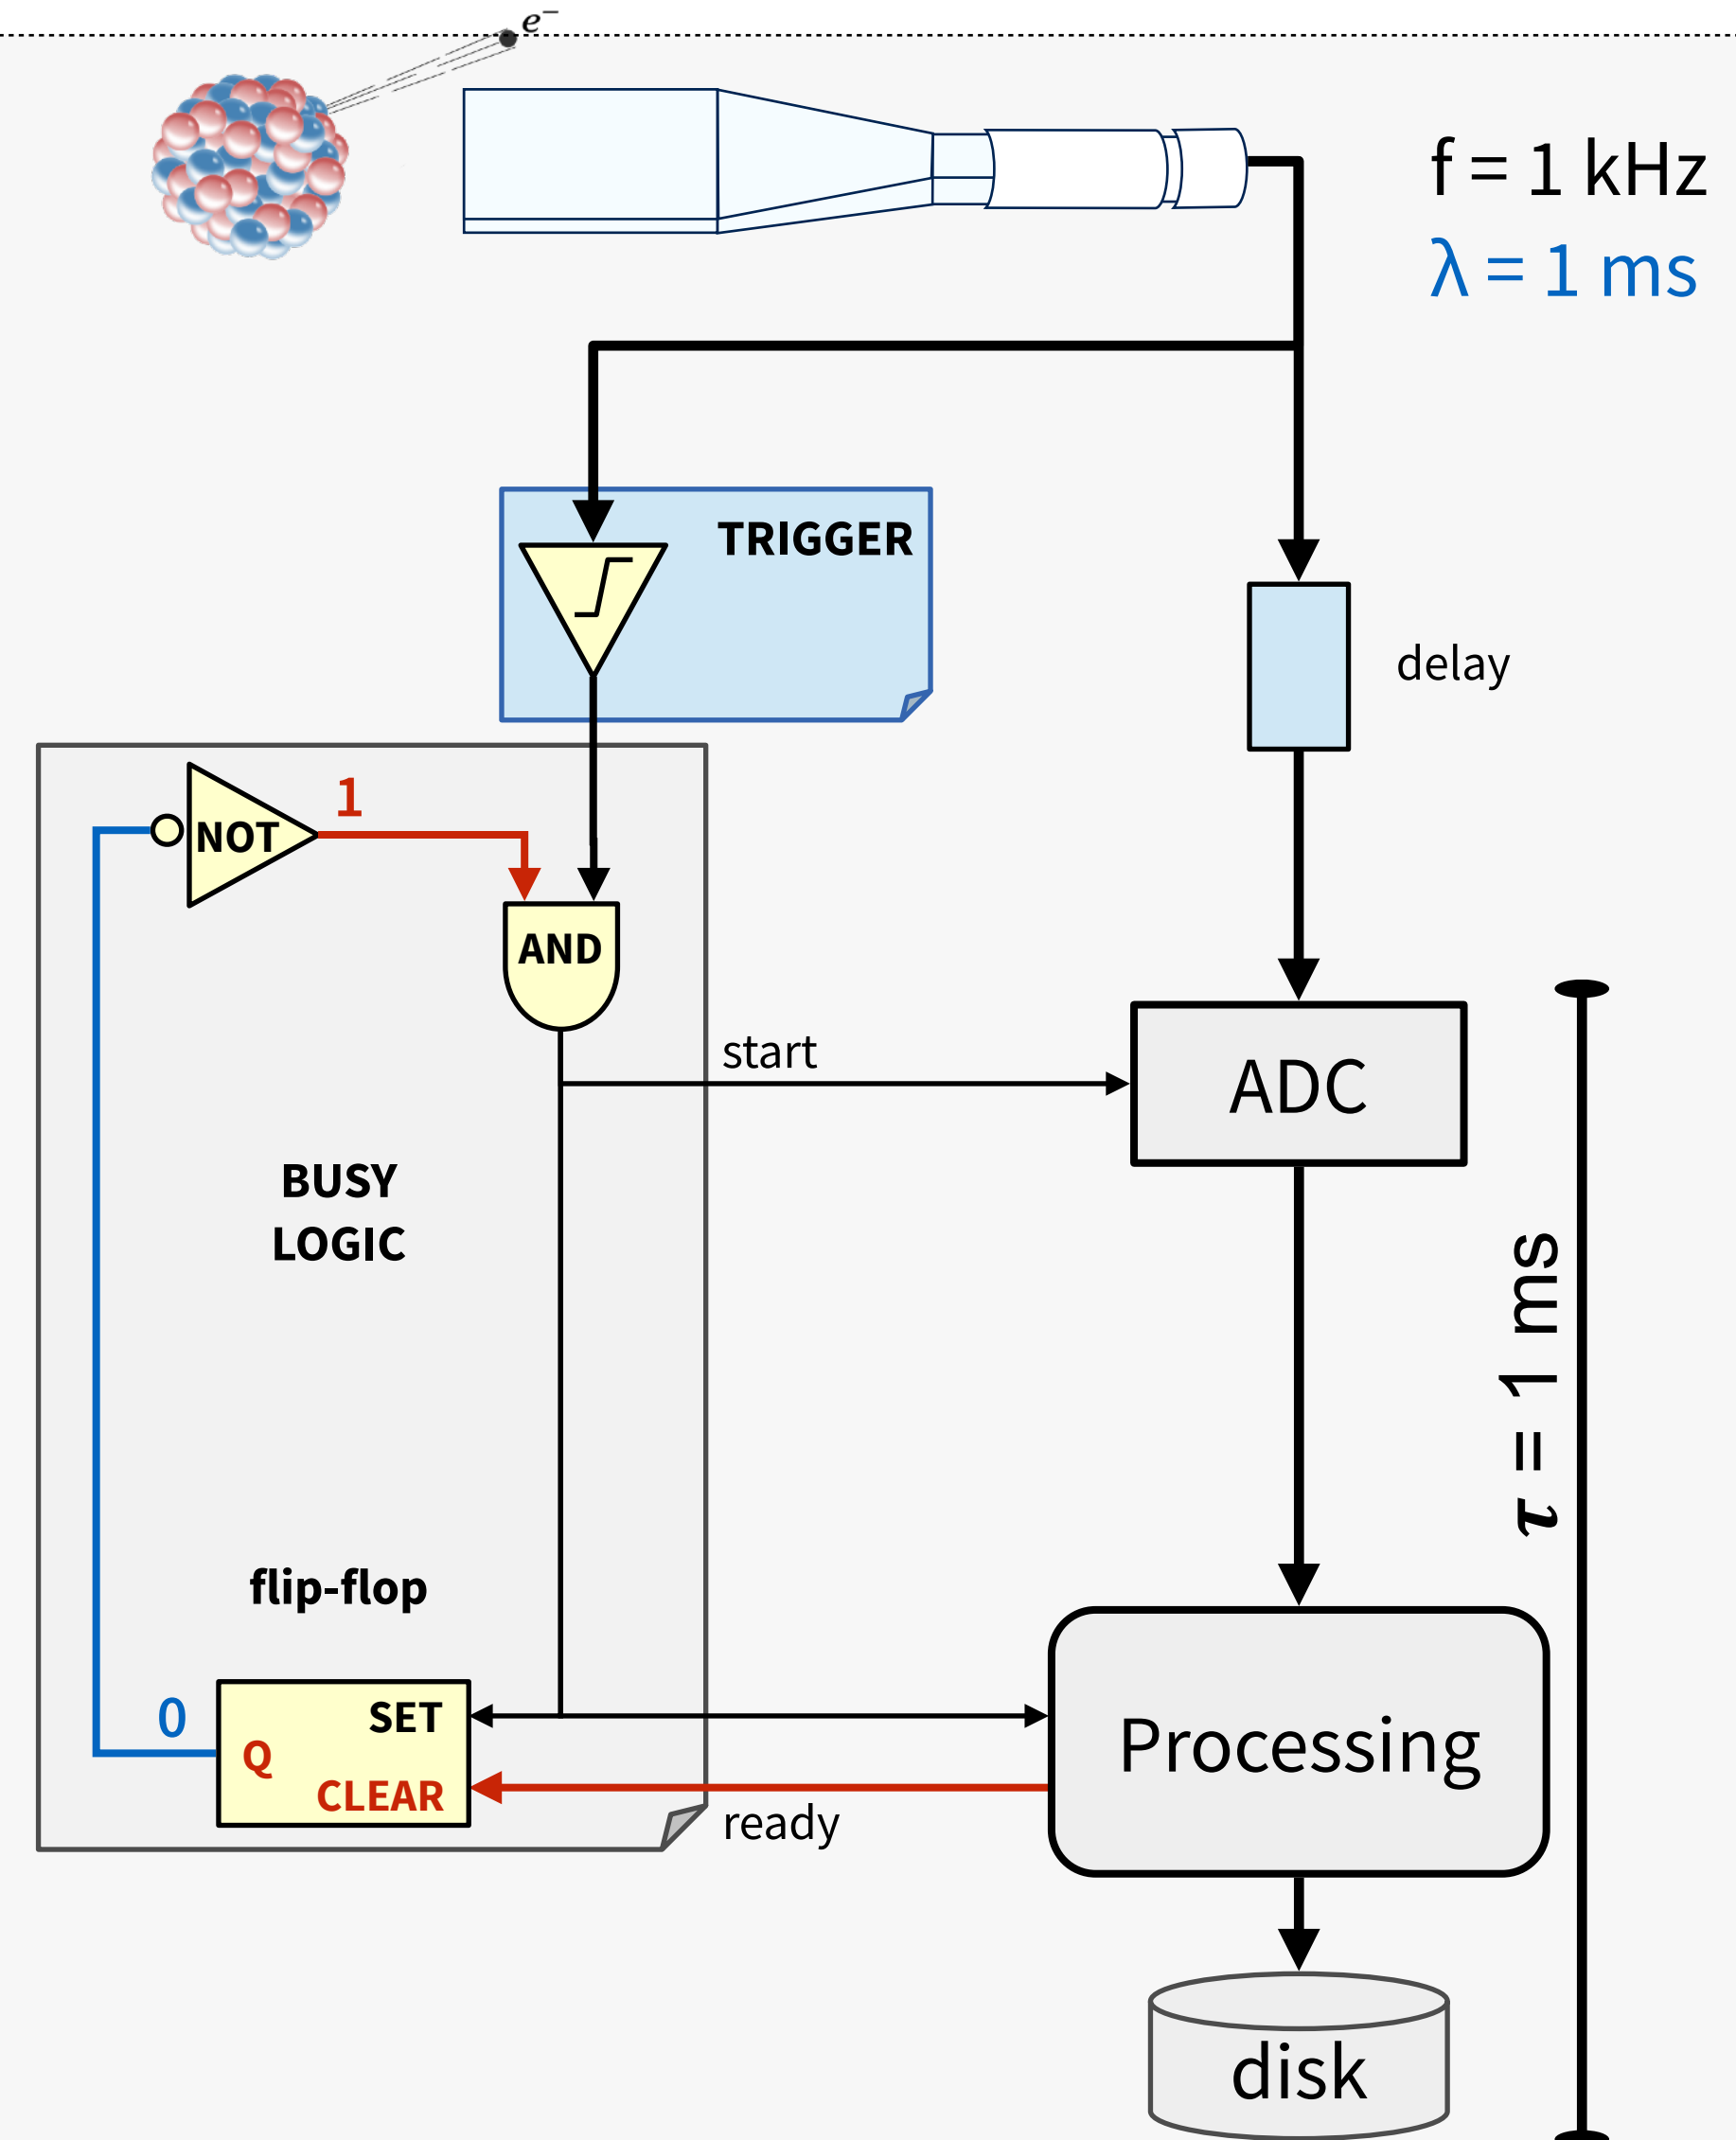 e⁻
f = 1 kHz
λ = 1 ms
TRIGGER
delay
NOT
1
AND
start
ADC
BUSY
LOGIC
τ = 1 ms
flip-flop
0
SET
Q
CLEAR
ready
Processing
disk